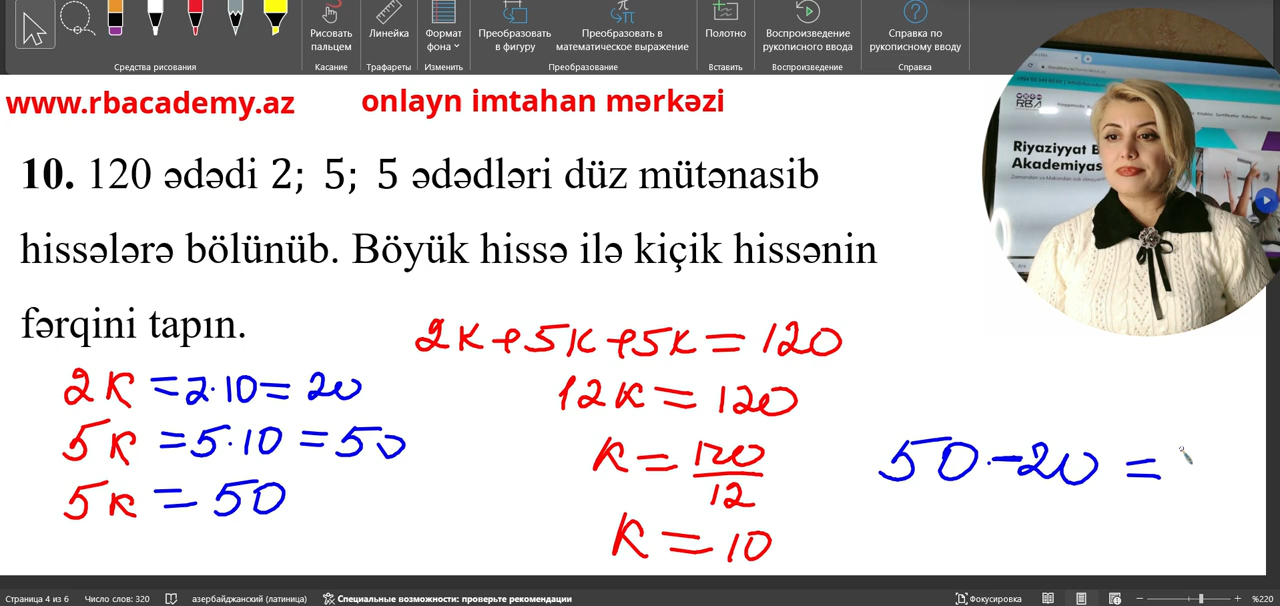 Рисовать пальцем
Линейка
Формат фона
Преобразовать в фигуру
Преобразовать в математическое выражение
Полотно
Воспроизведение рукописного ввода
Справка по рукописному вводу
Средства рисования
Касание
Трафареты
Изменить
Преобразование
Вставить
Воспроизведение
Справка
www.rbacademy.az onlayn imtahan mərkəzi
RBA
Riyaziyyat B
Akademiyas
10. 120 ədədi 2; 5; 5 ədədləri düz mütənasib
hissələrə bölünüb. Böyük hissə ilə kiçik hissənin
fərqini tapın.
2k+5k+5k=120
12k=120
k=120/12
k=10
2k=2·10=20
5k=5·10=50
5k=50
50-20=
Страница 4 из 6 Число слов: 320 азербайджанский (латиница) Специальные возможности: проверьте рекомендации Фокусировка %220